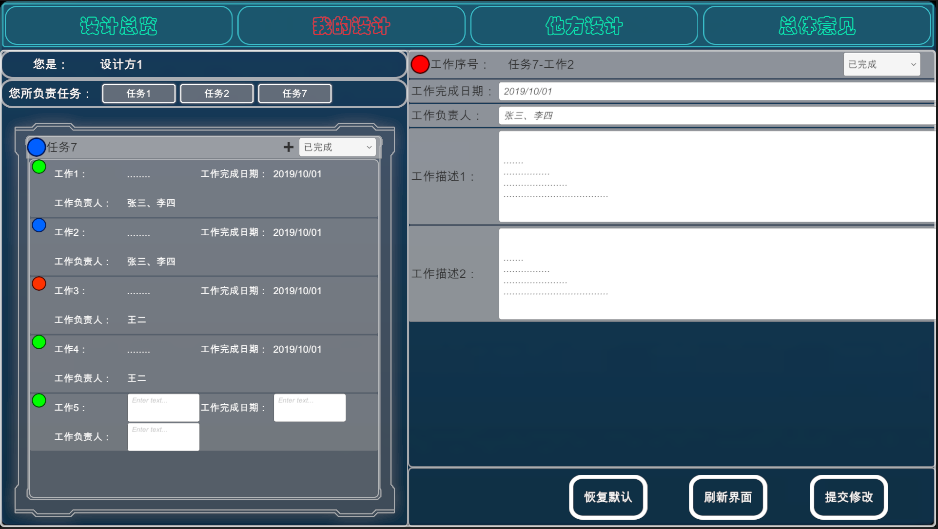 设计总览 我的设计 他方设计 总体意见
您是： 设计方1
您所负责任务： 任务1 任务2 任务7
任务7 + 已完成
工作1： ........ 工作完成日期： 2019/10/01
工作负责人： 张三、李四
工作2： ........ 工作完成日期： 2019/10/01
工作负责人： 张三、李四
工作3： ........ 工作完成日期： 2019/10/01
工作负责人： 王二
工作4： ........ 工作完成日期： 2019/10/01
工作负责人： 王二
工作5： Enter text... 工作完成日期： Enter text...
工作负责人： Enter text...
工作序号： 任务7-工作2 已完成
工作完成日期： 2019/10/01
工作负责人： 张三、李四
工作描述1：
.......
................
......................
....................................
工作描述2：
.......
................
......................
....................................
恢复默认 刷新界面 提交修改